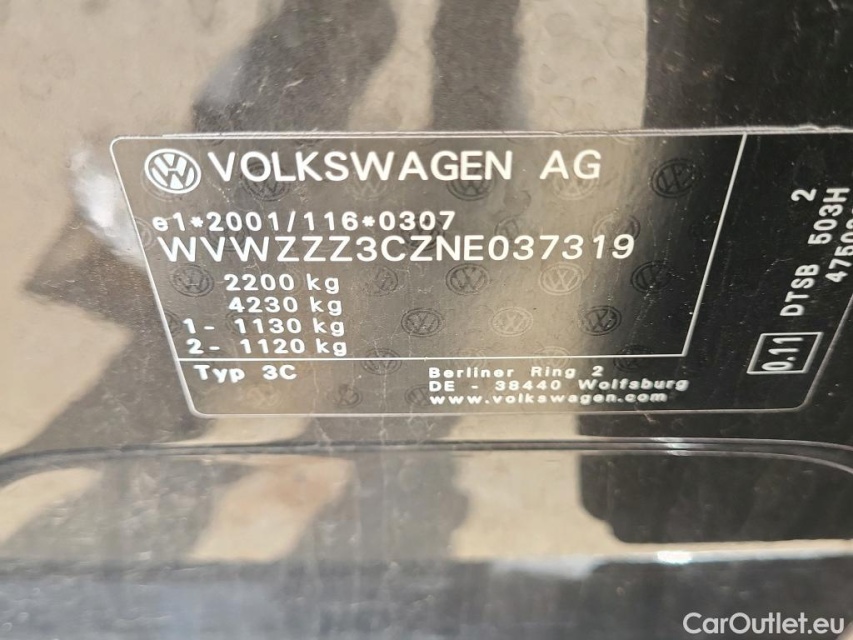 VOLKSWAGEN AG
e1*2001/116*0307
WVWZZZ3CZNE037319
2200 kg
4230 kg
1- 1130 kg
2- 1120 kg
Typ 3C
Berliner Ring 2
DE - 38440 Wolfsburg
www.volkswagen.com
0.11
DTSB 503H
2
CarOutlet.eu